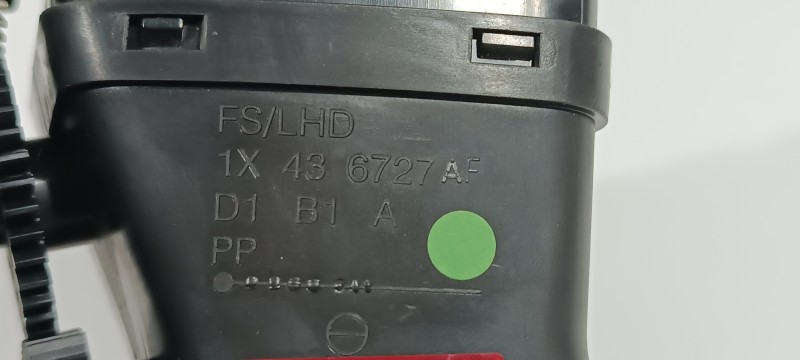 FS/LHD
1X 43 6727 AF
D1 B1 A
PP